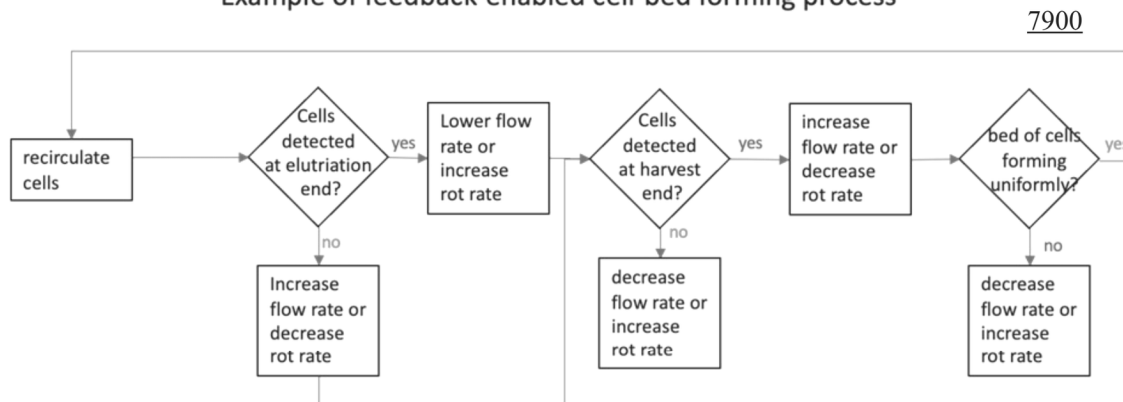 Example of feedback-enabled cell bed forming process
7900
recirculate
cells
Cells
detected
at elutriation
end?
yes
no
Lower flow
rate or
increase
rot rate
Increase
flow rate or
decrease
rot rate
Cells
detected
at harvest
end?
yes
no
decrease
flow rate or
increase
rot rate
increase
flow rate or
decrease
rot rate
bed of cells
forming
uniformly?
no
decrease
flow rate or
increase
rot rate